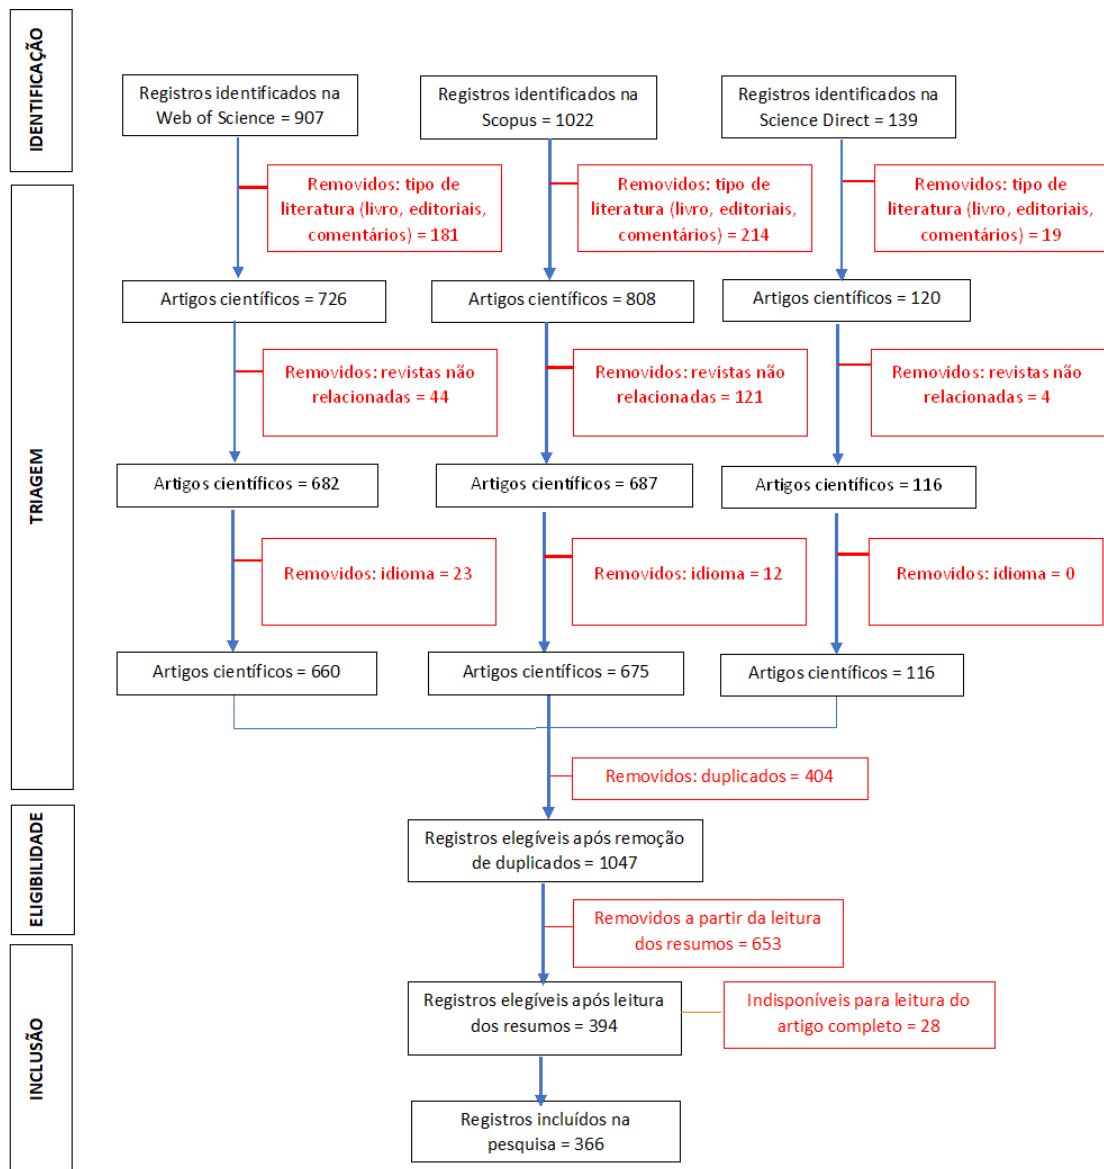 IDENTIFICAÇÃO
Registros identificados na
Web of Science = 907
Registros identificados na
Scopus = 1022
Registros identificados na
Science Direct = 139
TRIAGEM
Removidos: tipo de
literatura (livro, editoriais,
comentários) = 181
Removidos: tipo de
literatura (livro, editoriais,
comentários) = 214
Removidos: tipo de
literatura (livro, editoriais,
comentários) = 19
Artigos científicos = 726
Artigos científicos = 808
Artigos científicos = 120
Removidos: revistas não
relacionadas = 44
Removidos: revistas não
relacionadas = 121
Removidos: revistas não
relacionadas = 4
Artigos científicos = 682
Artigos científicos = 687
Artigos científicos = 116
Removidos: idioma = 23
Removidos: idioma = 12
Removidos: idioma = 0
Artigos científicos = 660
Artigos científicos = 675
Artigos científicos = 116
Removidos: duplicados = 404
ELIGIBILIDADE
Registros elegíveis após remoção
de duplicados = 1047
Removidos a partir da leitura
dos resumos = 653
INCLUSÃO
Registros elegíveis após leitura
dos resumos = 394
Indisponíveis para leitura do
artigo completo = 28
Registros incluídos na
pesquisa = 366